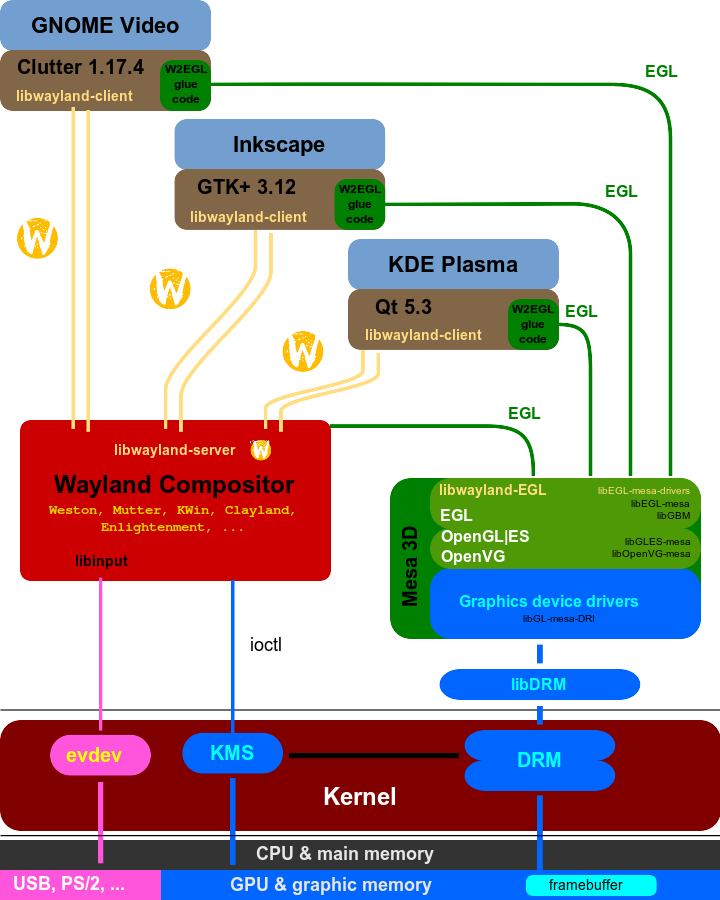 GNOME Video
Clutter 1.17.4
libwayland-client
W2EGL
glue
code
EGL
Inkscape
GTK+ 3.12
libwayland-client
W2EGL
glue
code
EGL
KDE Plasma
Qt 5.3
libwayland-client
W2EGL
glue
code
EGL
W
W
W
EGL
libwayland-server
W
Wayland Compositor
Weston, Mutter, KWin, Clayland,
Enlightenment, ...
libinput
Mesa 3D
libwayland-EGL
libEGL-mesa-drivers
libEGL-mesa
EGL
libGBM
OpenGL|ES
libGLES-mesa
OpenVG
libOpenVG-mesa
Graphics device drivers
libGL-mesa-DRI
ioctl
libDRM
evdev
KMS
DRM
Kernel
CPU & main memory
USB, PS/2, ...
GPU & graphic memory
framebuffer